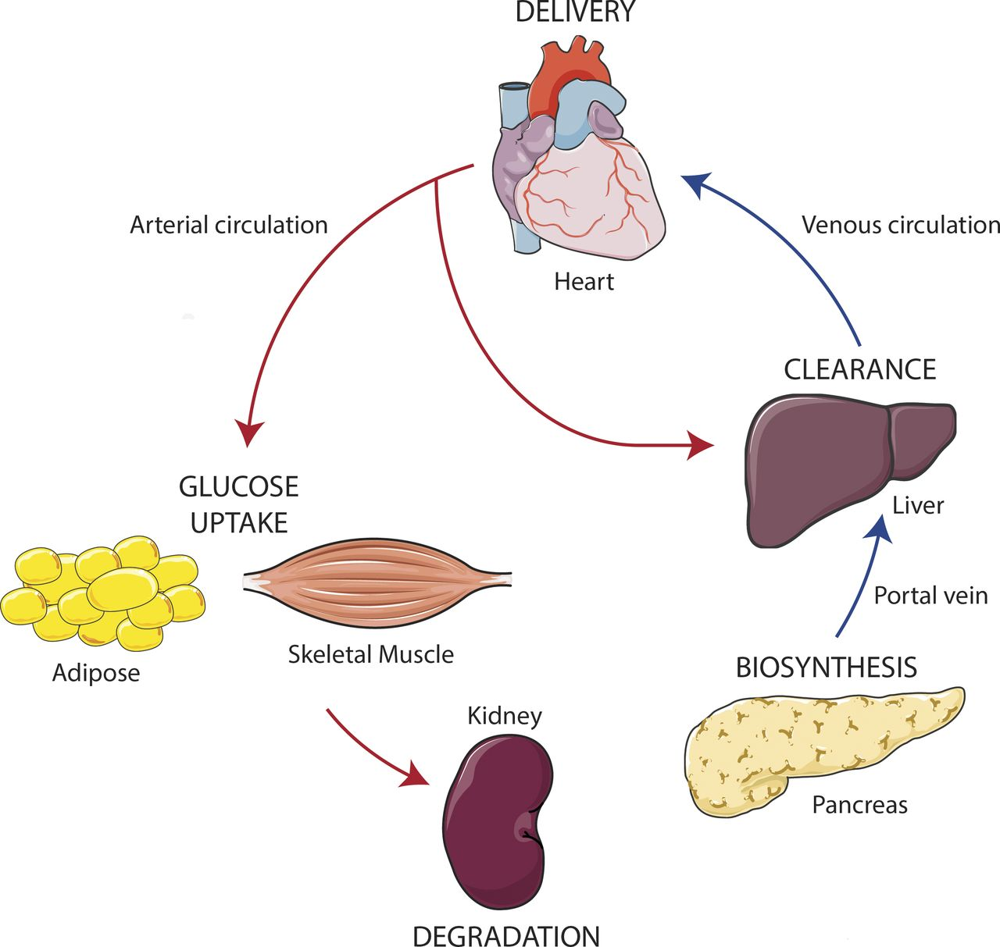 DELIVERY
Heart
Arterial circulation
Venous circulation
CLEARANCE
Liver
GLUCOSE
UPTAKE
Adipose
Skeletal Muscle
Portal vein
BIOSYNTHESIS
Pancreas
Kidney
DEGRADATION